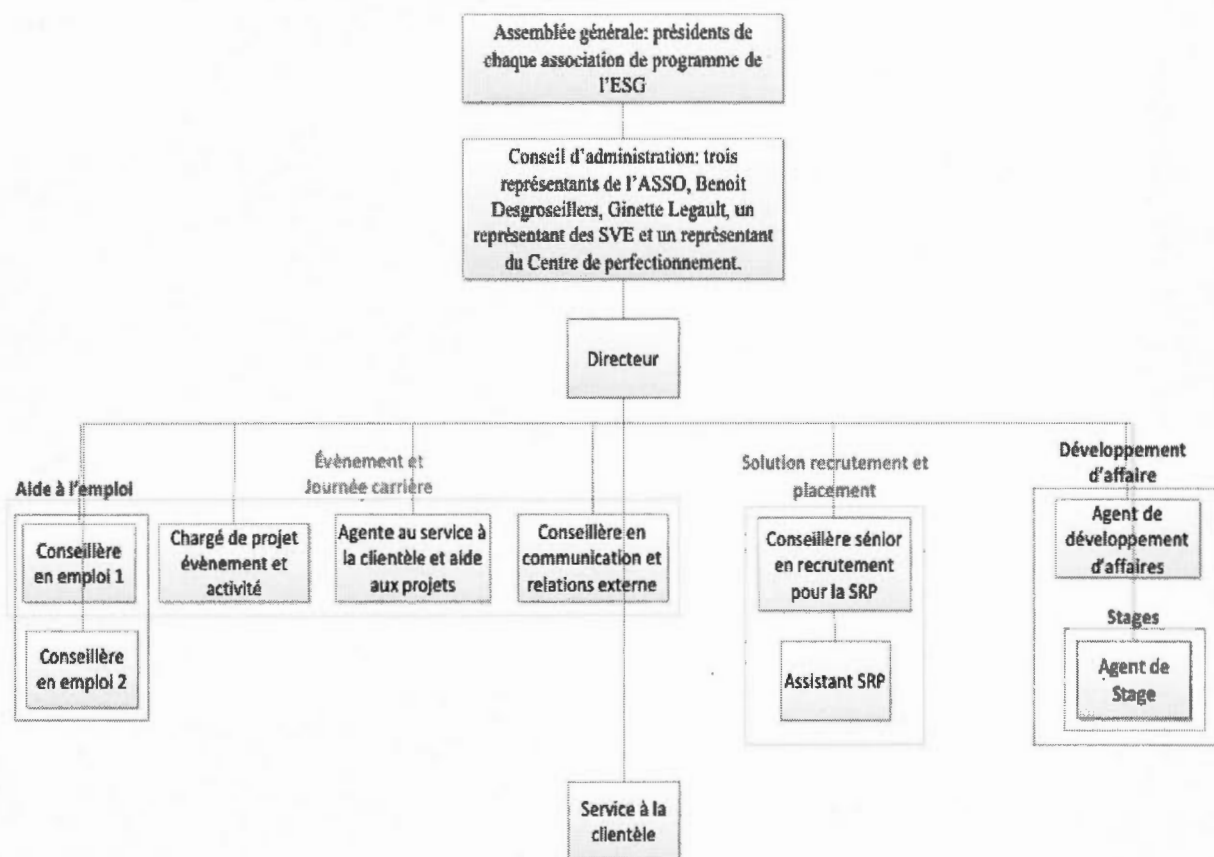 Assemblée générale: présidents de
chaque association de programme de
l'ESG
Conseil d'administration: trois
représentants de l'ASSO, Benoit
Desgroseillers, Ginette Legault, un
représentant des SVE et un représentant
du Centre de perfectionnement.
Directeur
Aide à l'emploi
Conseillère
en emploi 1
Conseillère
en emploi 2
Évènement et
Journée carrière
Chargé de projet
évènement et
activité
Agente au service à
la clientèle et aide
aux projets
Conseillère en
communication et
relations externe
Solution recrutement et
placement
Conseillère sénior
en recrutement
pour la SRP
Assistant SRP
Développement
d'affaire
Agent de
développement
d'affaires
Stages
Agent de
Stage
Service à la
clientèle